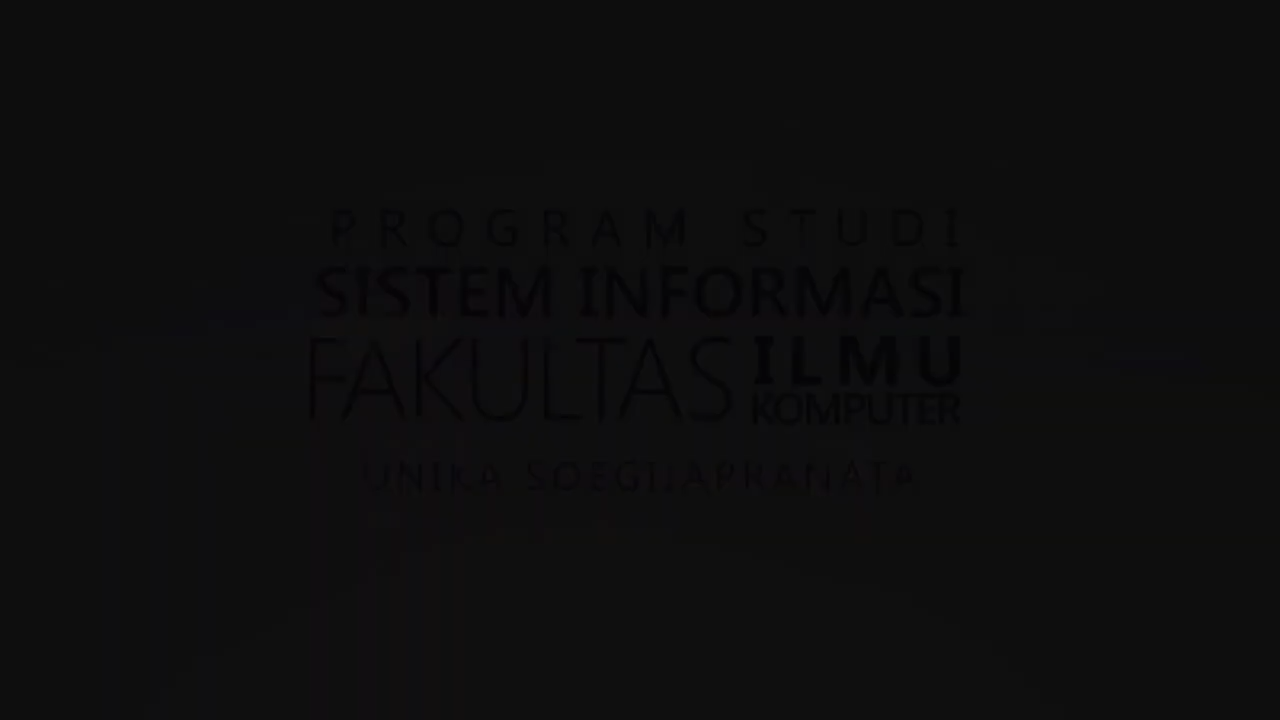 PROGRAM STUDI
SISTEM INFORMASI
FAKULTAS ILMU
KOMPUTER
UNIKA SOEGIJAPRANATA